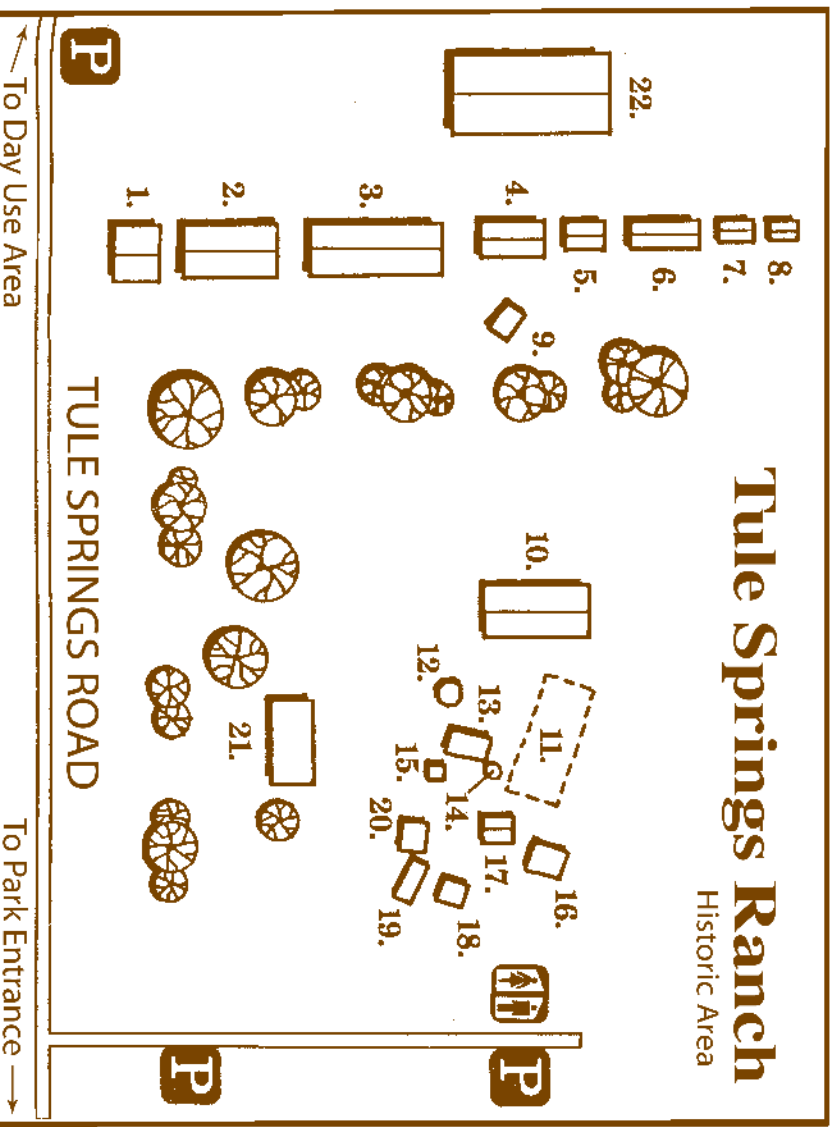 Tule Springs Ranch
Historic Area
22.
8.
7.
6.
5.
4.
3.
2.
1.
9.
10.
11.
12.
13.
14.
15.
16.
17.
18.
19.
20.
21.
P
P
P
TULE SPRINGS ROAD
← To Day Use Area
To Park Entrance →